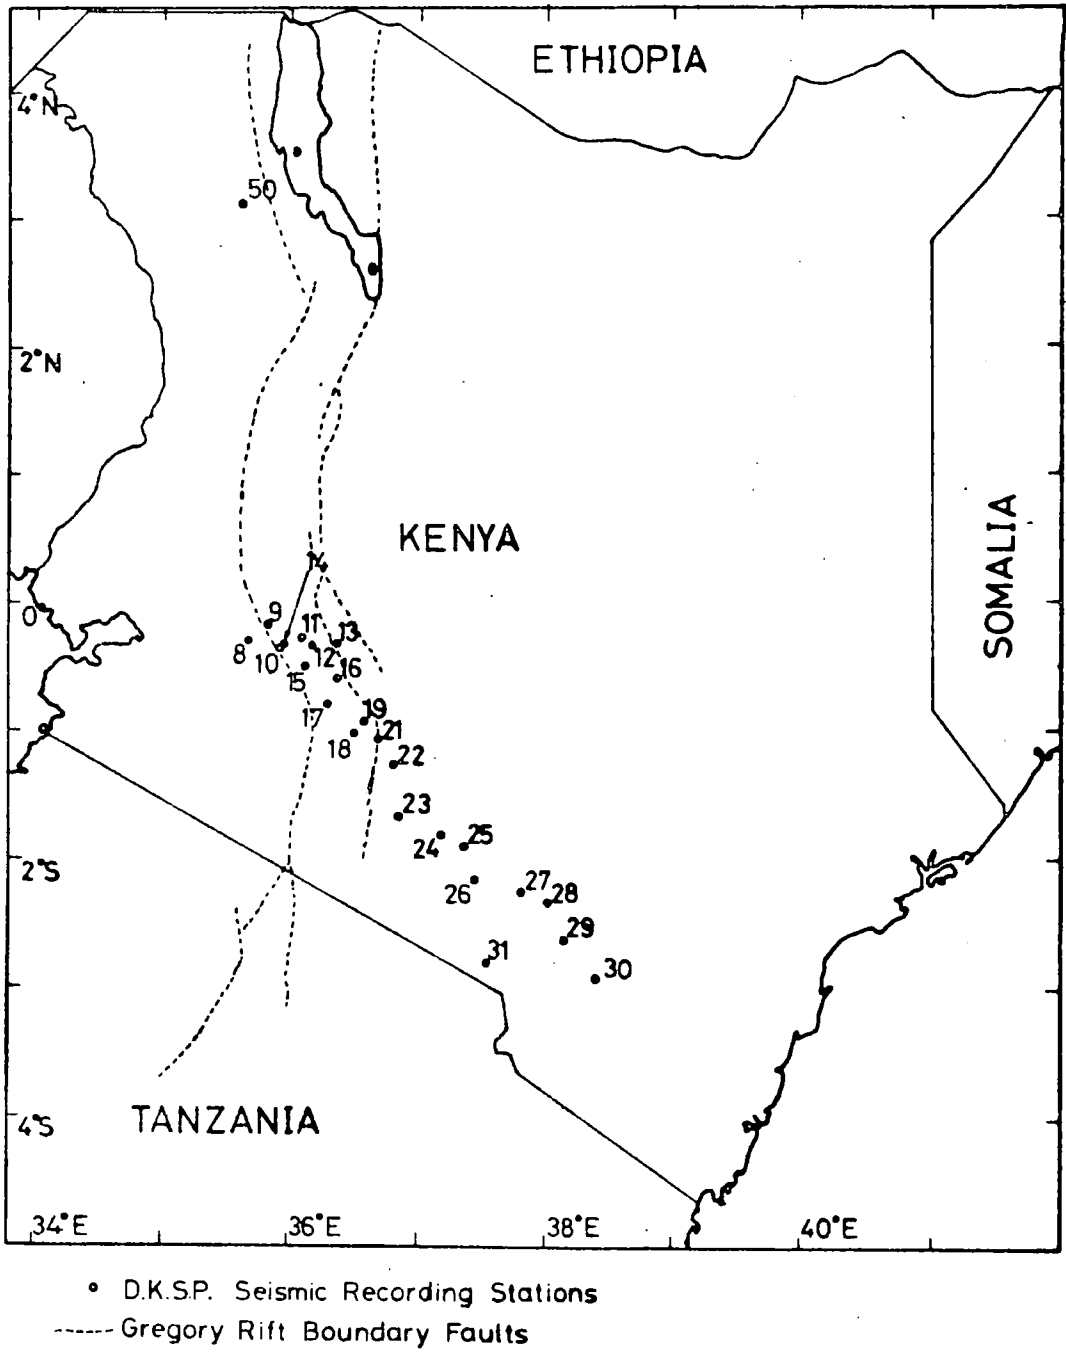 ETHIOPIA
4°N
50
2°N
KENYA
SOMALIA
14
0°
9
11
13
8
10
12
15
16
17
19
18
21
22
23
24
25
26
27
28
29
31
30
2°S
4°S
TANZANIA
34°E
36°E
38°E
40°E
D.K.S.P. Seismic Recording Stations
Gregory Rift Boundary Faults